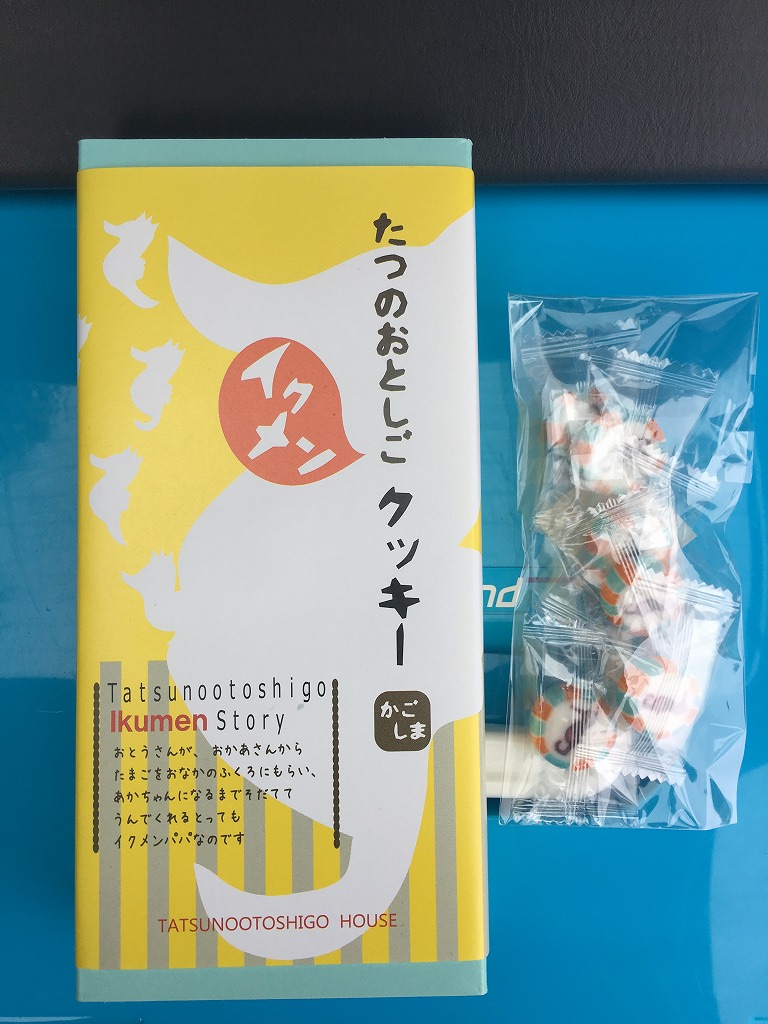 たつのおとしご クッキー
イクメン
かごしま
Tatsunootoshigo
Ikumen Story
おとうさんが、おかあさんから
たまごをおなかのふくろにもらい、
あかちゃんになるまでそだてて
うんでくれるとっても
イクメンパパなのです
TATSUNOOTOSHIGO HOUSE
nd